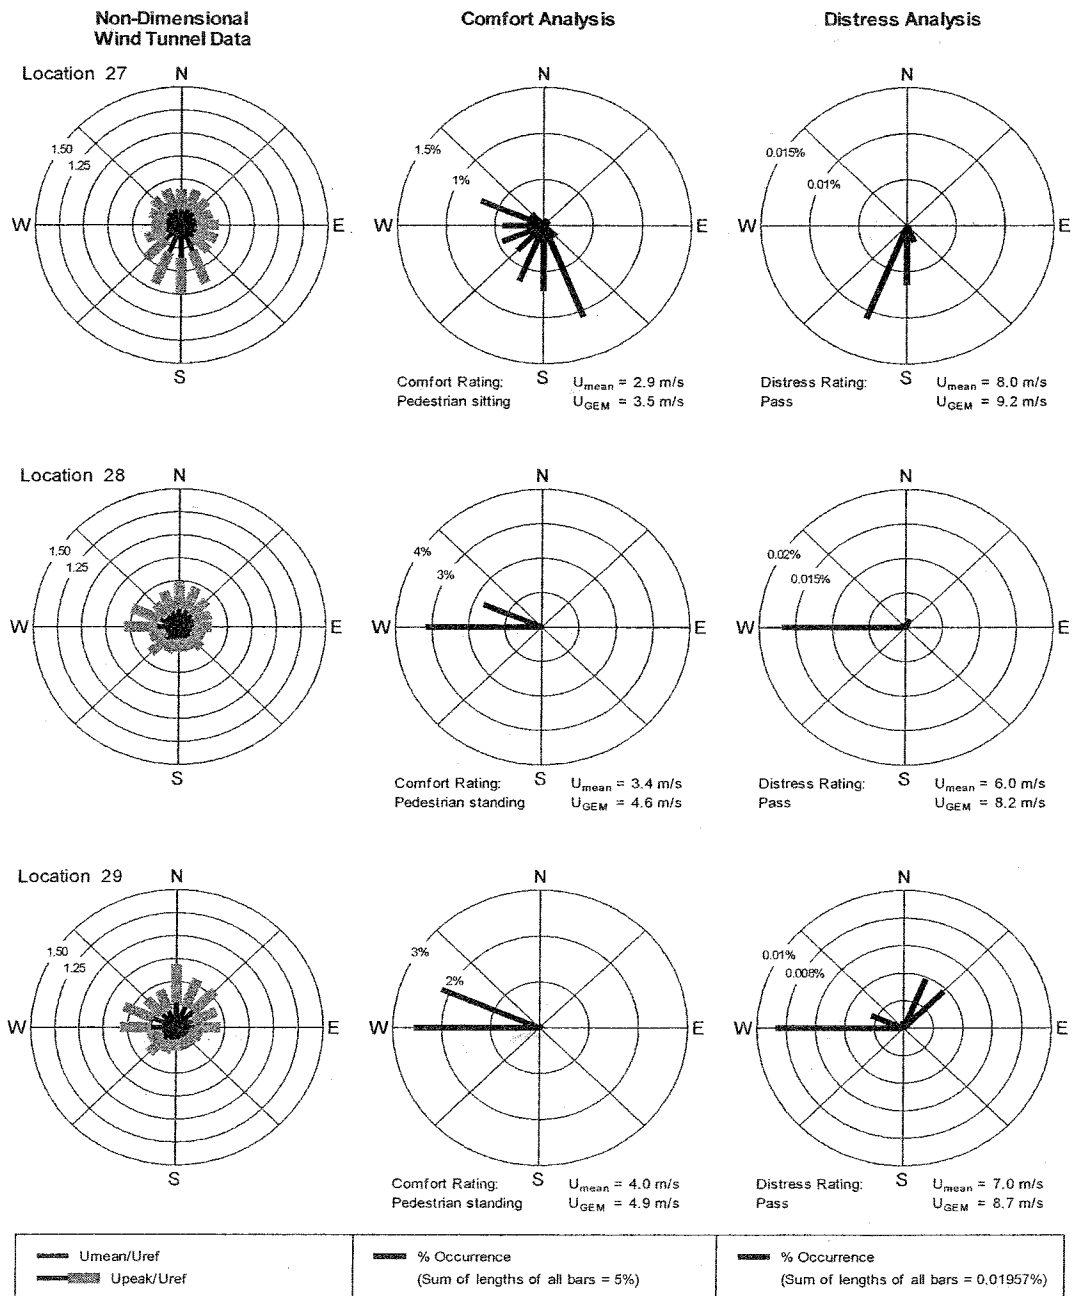 Non-Dimensional
Wind Tunnel Data
Comfort Analysis
Distress Analysis
Location 27
N
W
E
S
1.50
1.25
N
W
E
S
1.5%
1%
N
W
E
S
0.015%
0.01%
Comfort Rating: Umean = 2.9 m/s
Pedestrian sitting UGEM = 3.5 m/s
Distress Rating: Umean = 8.0 m/s
Pass UGEM = 9.2 m/s
Location 28
N
W
E
S
1.50
1.25
N
W
E
S
4%
3%
N
W
E
S
0.02%
0.015%
Comfort Rating: Umean = 3.4 m/s
Pedestrian standing UGEM = 4.6 m/s
Distress Rating: Umean = 6.0 m/s
Pass UGEM = 8.2 m/s
Location 29
N
W
E
S
1.50
1.25
N
W
E
S
3%
2%
N
W
E
S
0.01%
0.008%
Comfort Rating: Umean = 4.0 m/s
Pedestrian standing UGEM = 4.9 m/s
Distress Rating: Umean = 7.0 m/s
Pass UGEM = 8.7 m/s
Umean/Uref
Upeak/Uref
% Occurrence
(Sum of lengths of all bars = 5%)
% Occurrence
(Sum of lengths of all bars = 0.01957%)